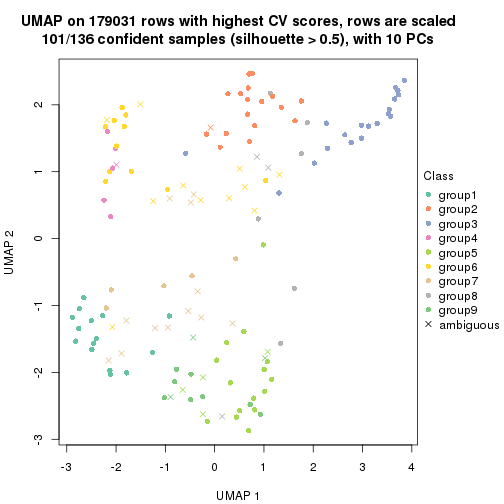 UMAP on 179031 rows with highest CV scores, rows are scaled
101/136 confident samples (silhouette > 0.5), with 10 PCs
UMAP 2
2
1
0
-1
-2
-3
-3
-2
-1
0
1
2
3
4
UMAP 1
Class
group1
group2
group3
group4
group5
group6
group7
group8
group9
ambiguous